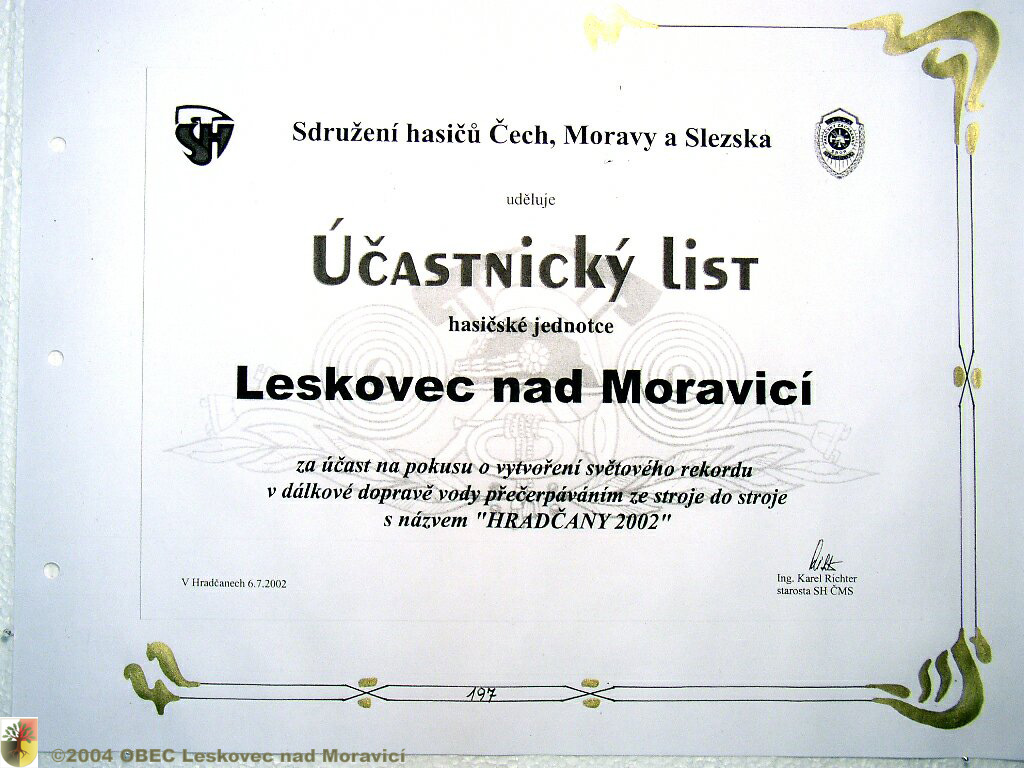 SH
Sdružení hasičů Čech, Moravy a Slezska
uděluje
Účastnický list
hasičské jednotce
Leskovec nad Moravicí
za účast na pokusu o vytvoření světového rekordu
v dálkové dopravě vody přečerpáváním ze stroje do stroje
s názvem "HRADČANY 2002"
V Hradčanech 6.7.2002
Ing. Karel Richter
starosta SH ČMS
197
©2004 OBEC Leskovec nad Moravicí